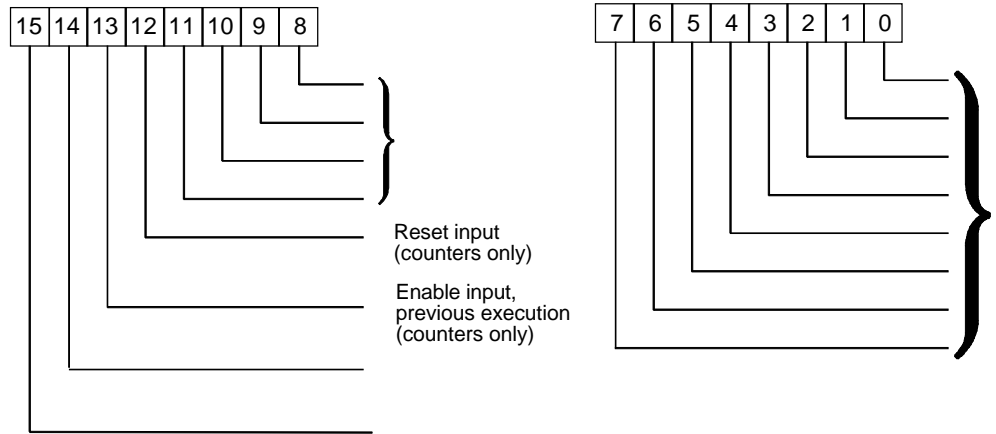 15 14 13 12 11 10 9 8
7 6 5 4 3 2 1 0
Reset input
(counters only)
Enable input,
previous execution
(counters only)